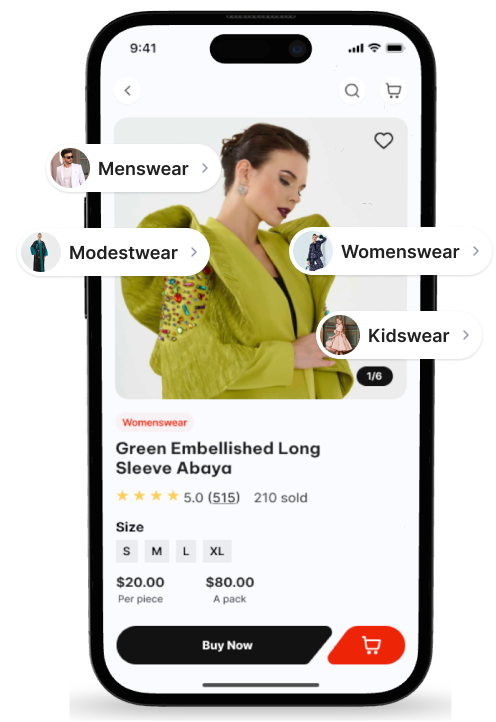 9:41
Menswear
Modestwear
Womenswear
Kidswear
1/6
Womenswear
Green Embellished Long
Sleeve Abaya
5.0 (515) 210 sold
Size
S M L XL
$20.00 $80.00
Per piece A pack
Buy Now